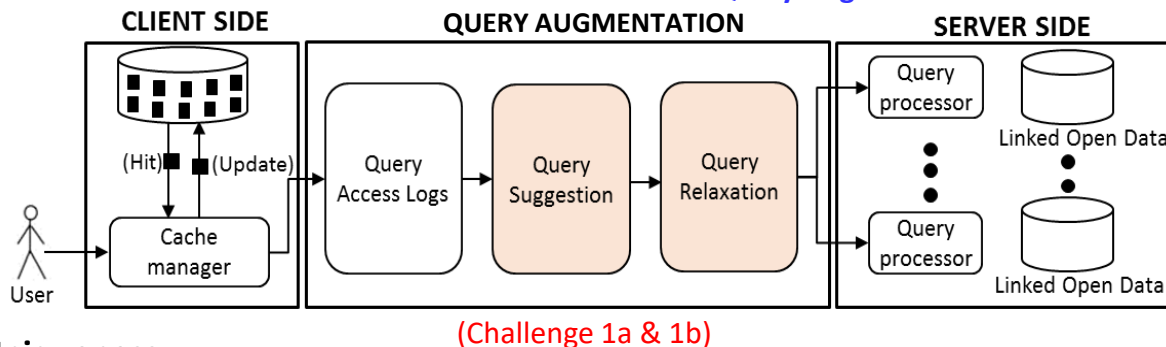 CLIENT SIDE
QUERY AUGMENTATION
SERVER SIDE
(Hit)
(Update)
Cache
manager
User
Query
Access Logs
Query
Suggestion
Query
Relaxation
Query
processor
Linked Open Data
Query
processor
Linked Open Data
(Challenge 1a & 1b)